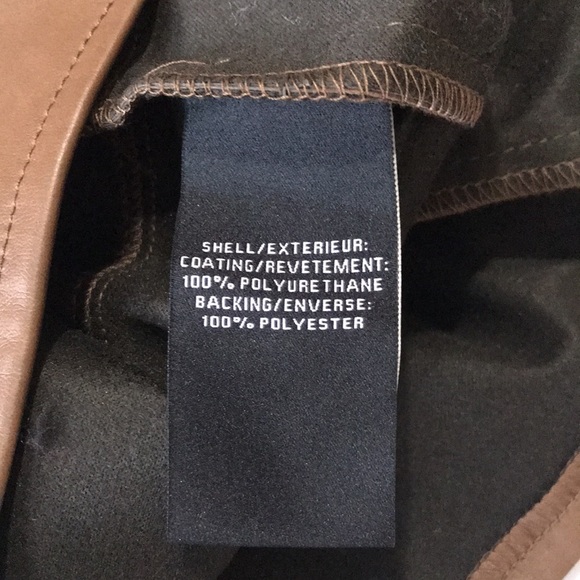 SHELL/EXTERIEUR:
COATING/REVETEMENT:
100% POLYURETHANE
BACKING/ENVERSE:
100% POLYESTER